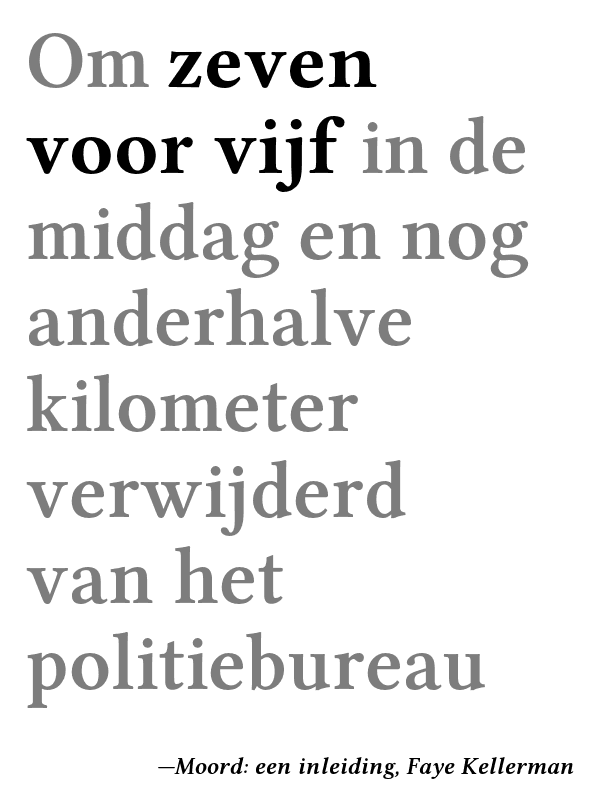 Om zeven
voor vijf in de
middag en nog
anderhalve
kilometer
verwijderd
van het
politiebureau
—Moord: een inleiding, Faye Kellerman